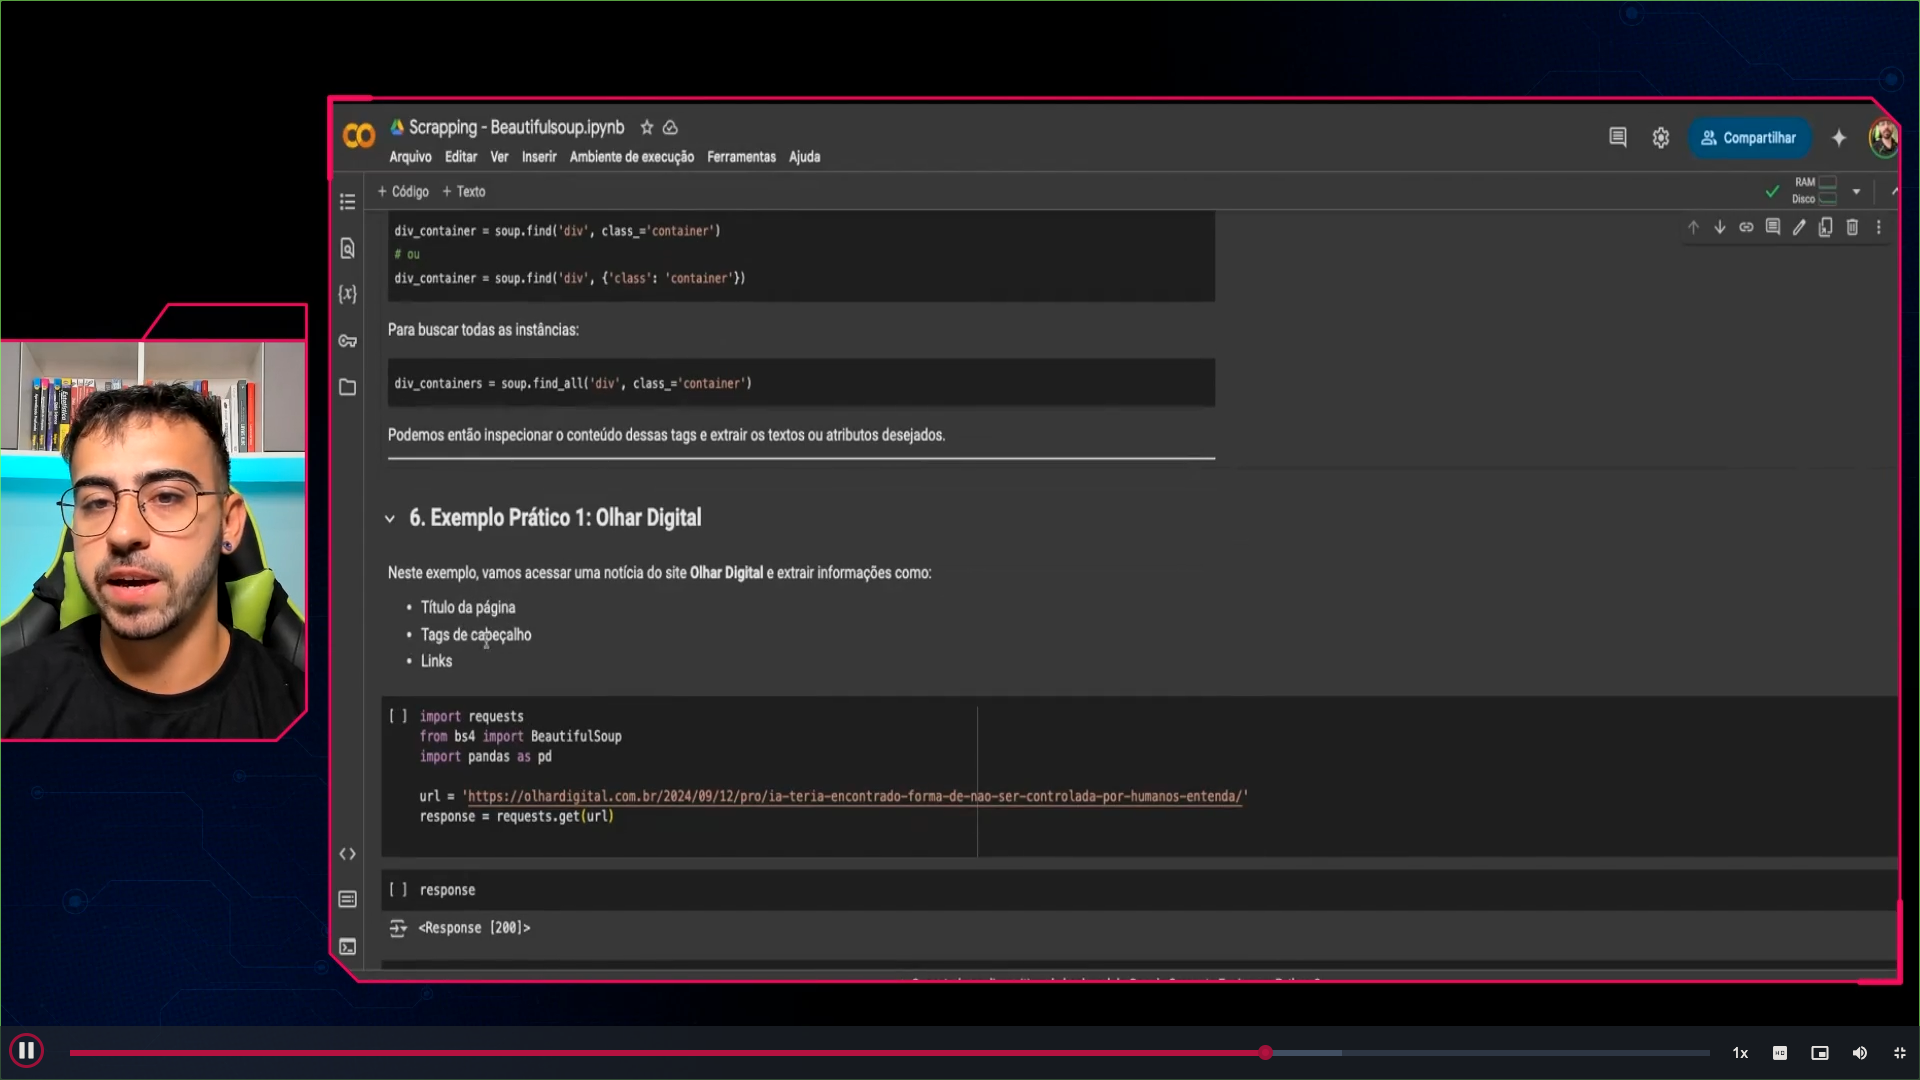 Scrapping - Beautifulsoup.ipynb
Arquivo Editar Ver Inserir Ambiente de execução Ferramentas Ajuda
Compartilhar
+ Código + Texto
RAM
Disco
div_container = soup.find('div', class_='container')
# ou
div_container = soup.find('div', {'class': 'container'})
Para buscar todas as instâncias:
div_containers = soup.find_all('div', class_='container')
Podemos então inspecionar o conteúdo dessas tags e extrair os textos ou atributos desejados.
6. Exemplo Prático 1: Olhar Digital
Neste exemplo, vamos acessar uma notícia do site Olhar Digital e extrair informações como:
• Título da página
• Tags de cabeçalho
• Links
[ ] import requests
from bs4 import BeautifulSoup
import pandas as pd
url = 'https://olhardigital.com.br/2024/09/12/pro/ia-teria-encontrado-forma-de-nao-ser-controlada-por-humanos-entenda/'
response = requests.get(url)
[ ] response
<Response [200]>
1x